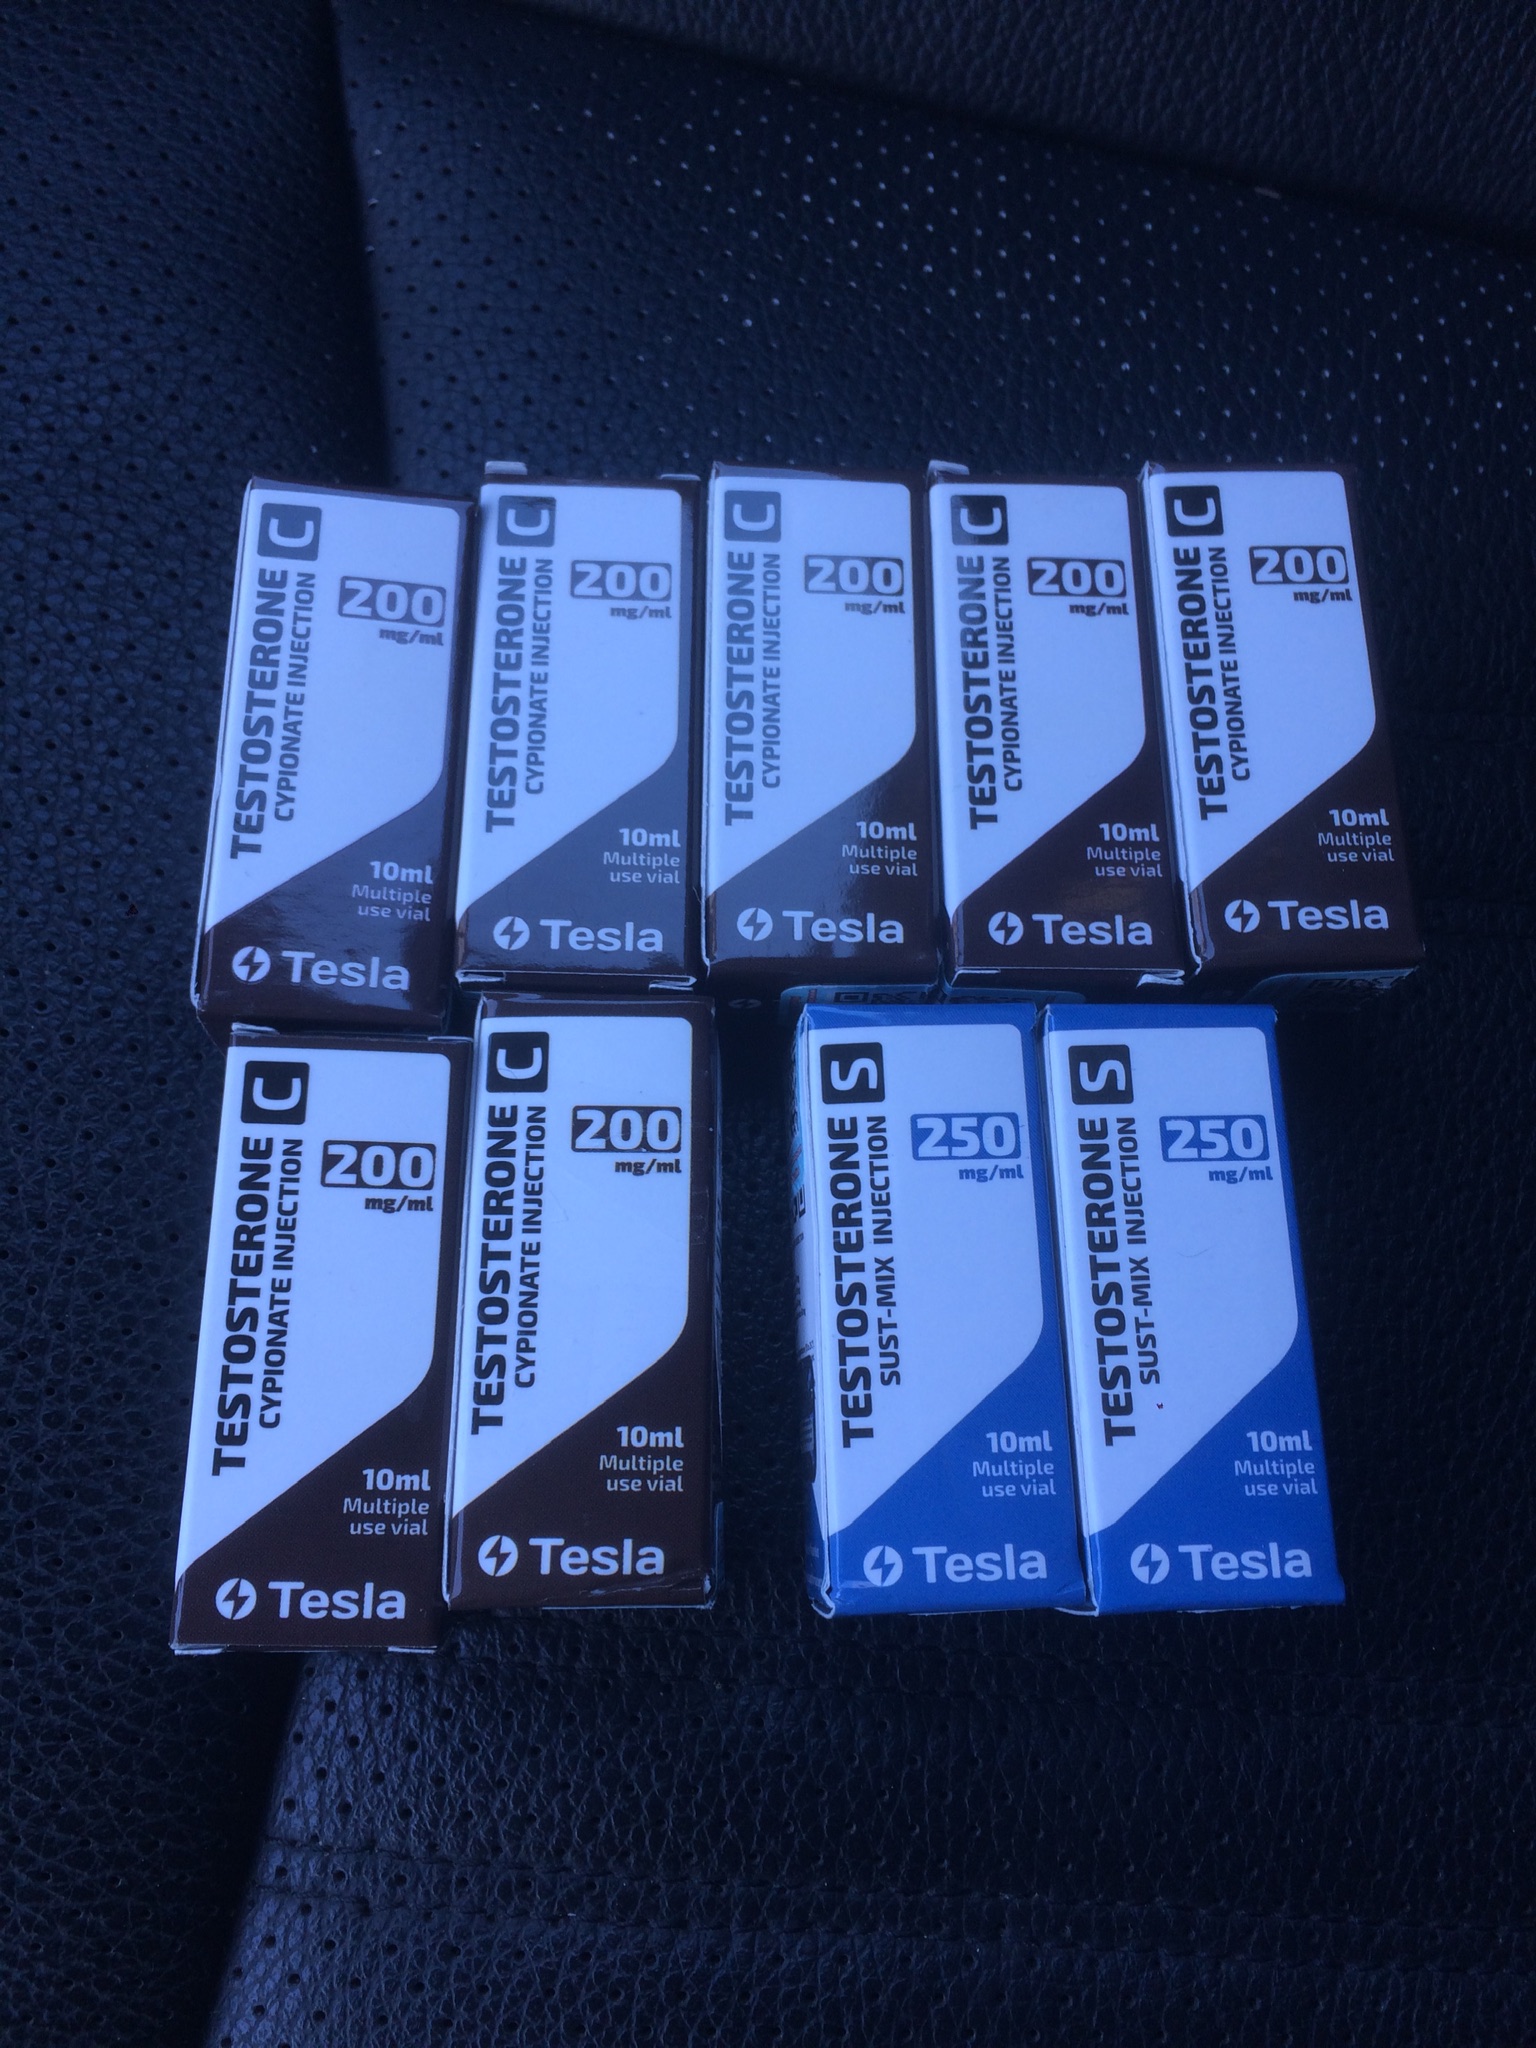 TESTOSTERONE C
CYPIONATE INJECTION
200
mg/ml
10ml
Multiple
use vial
Tesla
TESTOSTERONE C
CYPIONATE INJECTION
200
mg/ml
10ml
Multiple
use vial
Tesla
TESTOSTERONE C
CYPIONATE INJECTION
200
mg/ml
10ml
Multiple
use vial
Tesla
TESTOSTERONE C
CYPIONATE INJECTION
200
mg/ml
10ml
Multiple
use vial
Tesla
TESTOSTERONE C
CYPIONATE INJECTION
200
mg/ml
10ml
Multiple
use vial
Tesla
TESTOSTERONE C
CYPIONATE INJECTION
200
mg/ml
10ml
Multiple
use vial
Tesla
TESTOSTERONE C
CYPIONATE INJECTION
200
mg/ml
10ml
Multiple
use vial
Tesla
TESTOSTERONE S
SUST-MIX INJECTION
250
mg/ml
10ml
Multiple
use vial
Tesla
TESTOSTERONE S
SUST-MIX INJECTION
250
mg/ml
10ml
Multiple
use vial
Tesla